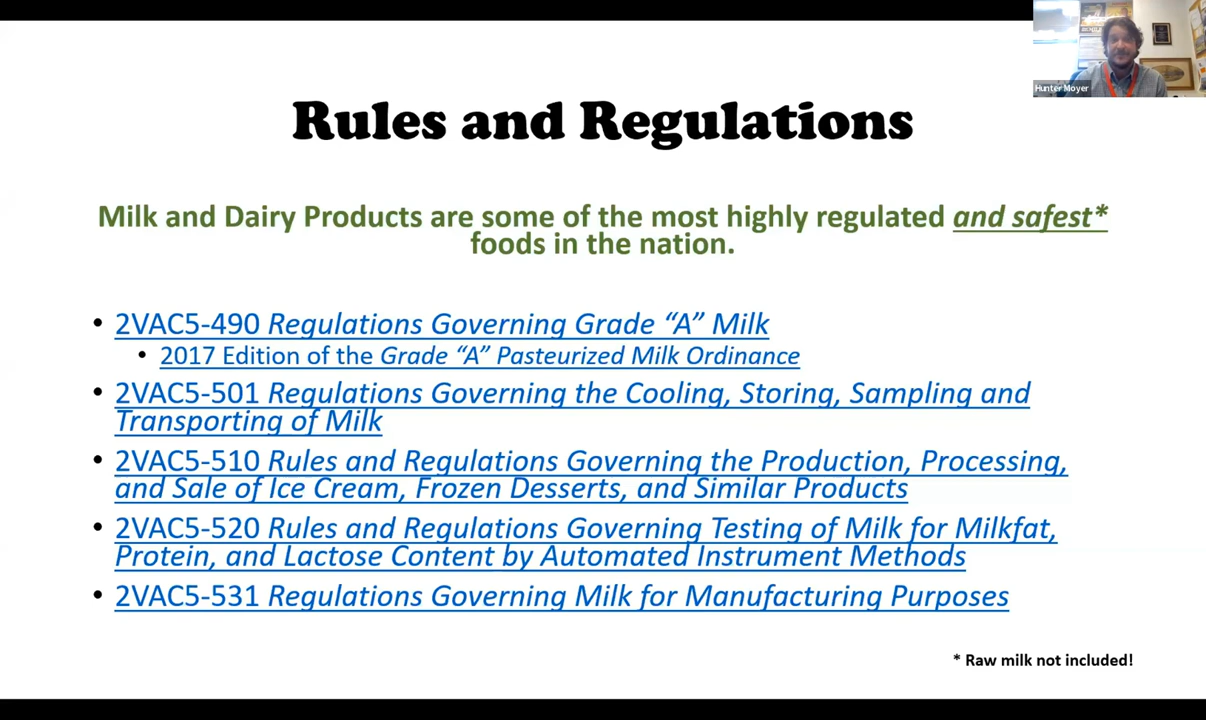 Hunter Moyer
Rules and Regulations
Milk and Dairy Products are some of the most highly regulated and safest*
foods in the nation.
• 2VAC5-490 Regulations Governing Grade “A” Milk
• 2017 Edition of the Grade “A” Pasteurized Milk Ordinance
• 2VAC5-501 Regulations Governing the Cooling, Storing, Sampling and
Transporting of Milk
• 2VAC5-510 Rules and Regulations Governing the Production, Processing,
and Sale of Ice Cream, Frozen Desserts, and Similar Products
• 2VAC5-520 Rules and Regulations Governing Testing of Milk for Milkfat,
Protein, and Lactose Content by Automated Instrument Methods
• 2VAC5-531 Regulations Governing Milk for Manufacturing Purposes
* Raw milk not included!